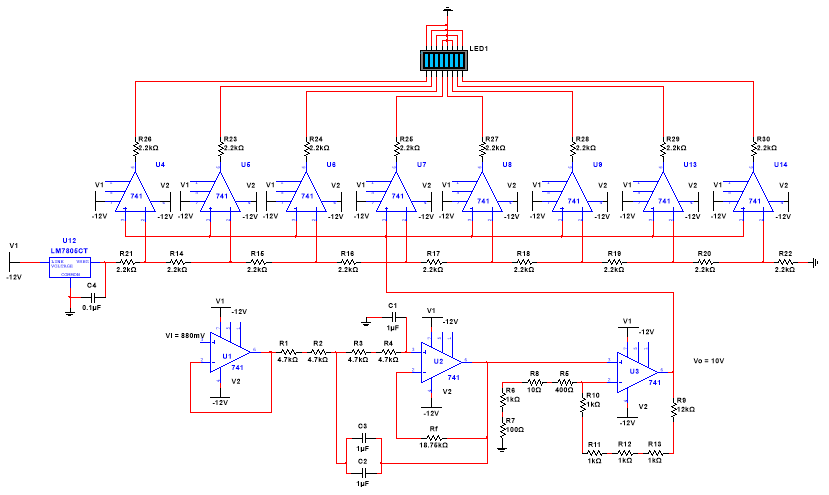 LED1
R26
2.2kΩ
R23
2.2kΩ
R24
2.2kΩ
R25
2.2kΩ
R27
2.2kΩ
R28
2.2kΩ
R29
2.2kΩ
R30
2.2kΩ
U4
U5
U6
U7
U8
U9
U13
U14
V1
741
V2
-12V
-12V
V1
741
V2
-12V
-12V
V1
741
V2
-12V
-12V
V1
741
V2
-12V
-12V
V1
741
V2
-12V
-12V
V1
741
V2
-12V
-12V
V1
741
V2
-12V
-12V
V1
741
V2
-12V
-12V
V1
-12V
U12
LM7805CT
LINE VREG
VOLTAGE
COMMON
C4
0.1µF
R21
2.2kΩ
R14
2.2kΩ
R15
2.2kΩ
R16
2.2kΩ
R17
2.2kΩ
R18
2.2kΩ
R19
2.2kΩ
R20
2.2kΩ
R22
2.2kΩ
V1
-12V
VI = 880mV
U1
741
V2
-12V
R1
4.7kΩ
R2
4.7kΩ
R3
4.7kΩ
R4
4.7kΩ
C1
1µF
V1
-12V
U2
741
V2
-12V
Rf
18.75kΩ
C3
1µF
C2
1µF
V1
-12V
U3
741
V2
-12V
Vo = 10V
R8
10Ω
R5
400Ω
R6
1kΩ
R7
100Ω
R10
1kΩ
R9
12kΩ
R11
1kΩ
R12
1kΩ
R13
1kΩ